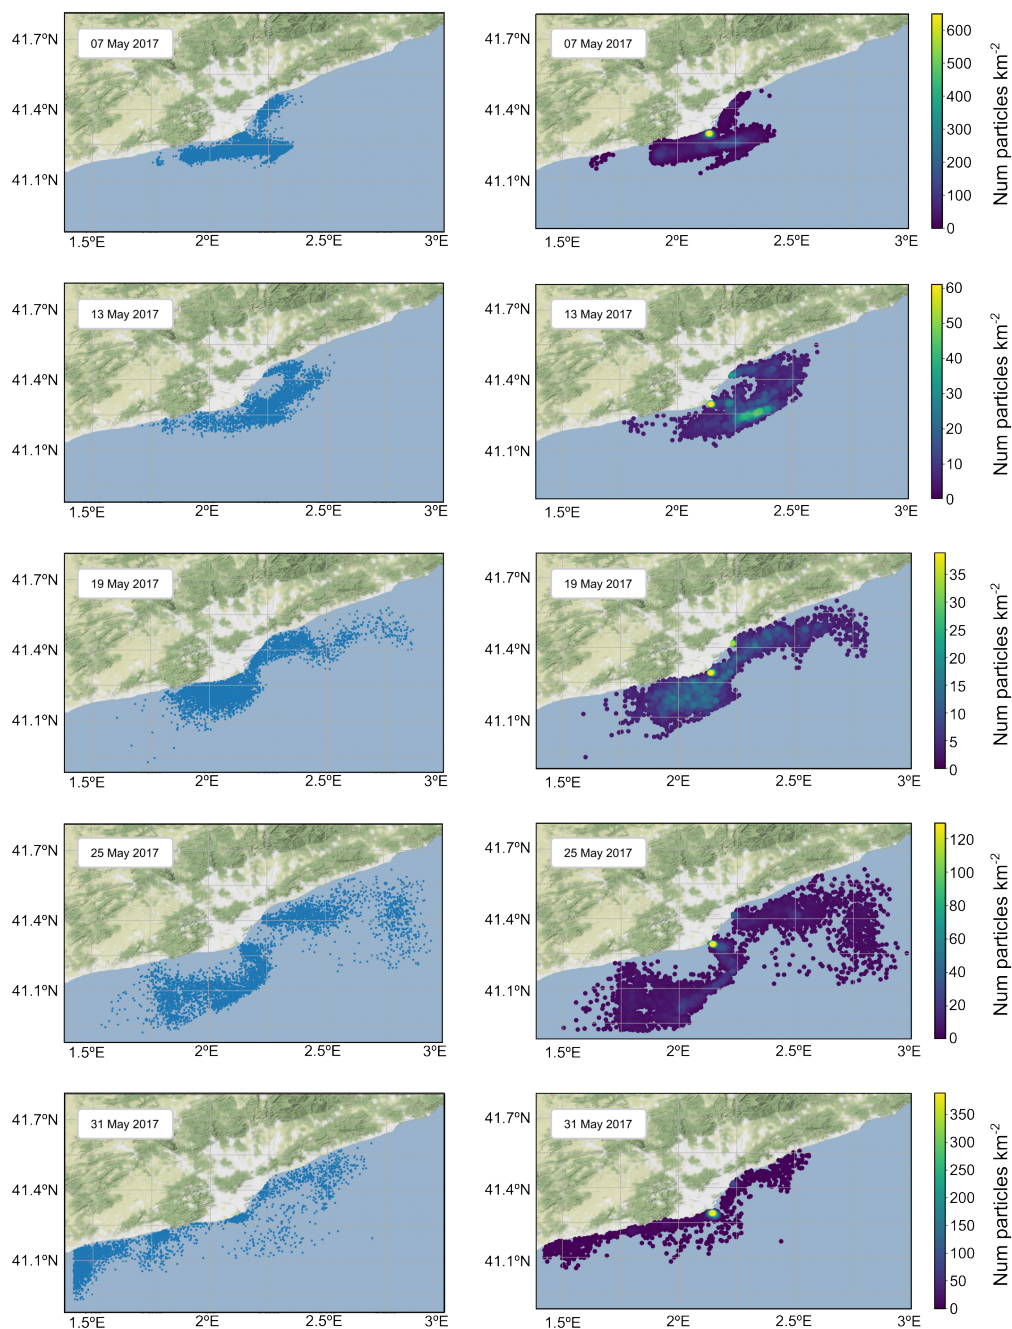 07 May 2017
41.7ºN
41.4ºN
41.1ºN
1.5ºE 2ºE 2.5ºE 3ºE
07 May 2017
41.7ºN
41.4ºN
41.1ºN
1.5ºE 2ºE 2.5ºE 3ºE
600
500
400
300
200
100
0
Num particles km-2
13 May 2017
41.7ºN
41.4ºN
41.1ºN
1.5ºE 2ºE 2.5ºE 3ºE
13 May 2017
41.7ºN
41.4ºN
41.1ºN
1.5ºE 2ºE 2.5ºE 3ºE
60
50
40
30
20
10
0
Num particles km-2
19 May 2017
41.7ºN
41.4ºN
41.1ºN
1.5ºE 2ºE 2.5ºE 3ºE
19 May 2017
41.7ºN
41.4ºN
41.1ºN
1.5ºE 2ºE 2.5ºE 3ºE
35
30
25
20
15
10
5
0
Num particles km-2
25 May 2017
41.7ºN
41.4ºN
41.1ºN
1.5ºE 2ºE 2.5ºE 3ºE
25 May 2017
41.7ºN
41.4ºN
41.1ºN
1.5ºE 2ºE 2.5ºE 3ºE
120
100
80
60
40
20
0
Num particles km-2
31 May 2017
41.7ºN
41.4ºN
41.1ºN
1.5ºE 2ºE 2.5ºE 3ºE
31 May 2017
41.7ºN
41.4ºN
41.1ºN
1.5ºE 2ºE 2.5ºE 3ºE
350
300
250
200
150
100
50
0
Num particles km-2